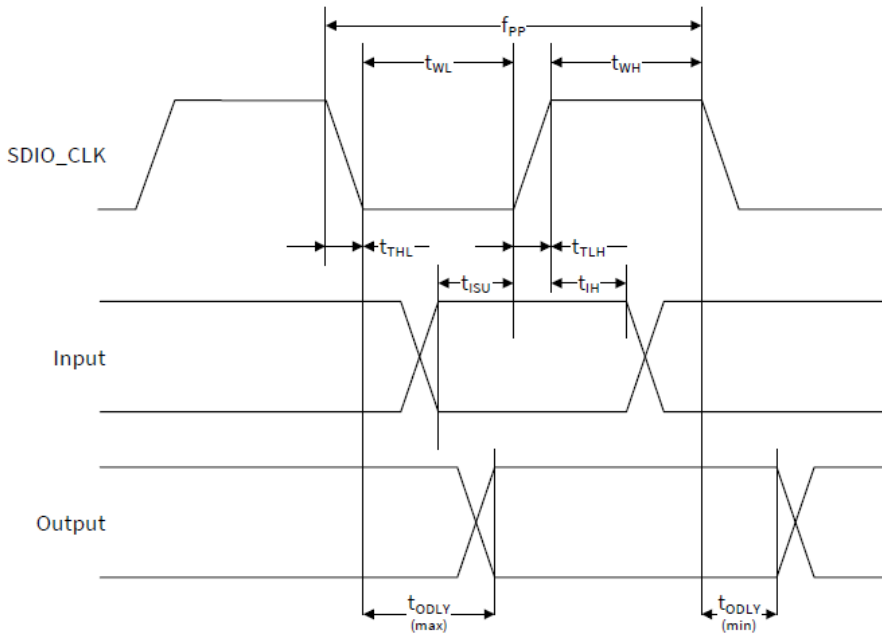 fPP
tWL
tWH
SDIO_CLK
tTHL
tTLH
tISU
tIH
Input
Output
tODLY
(max)
tODLY
(min)